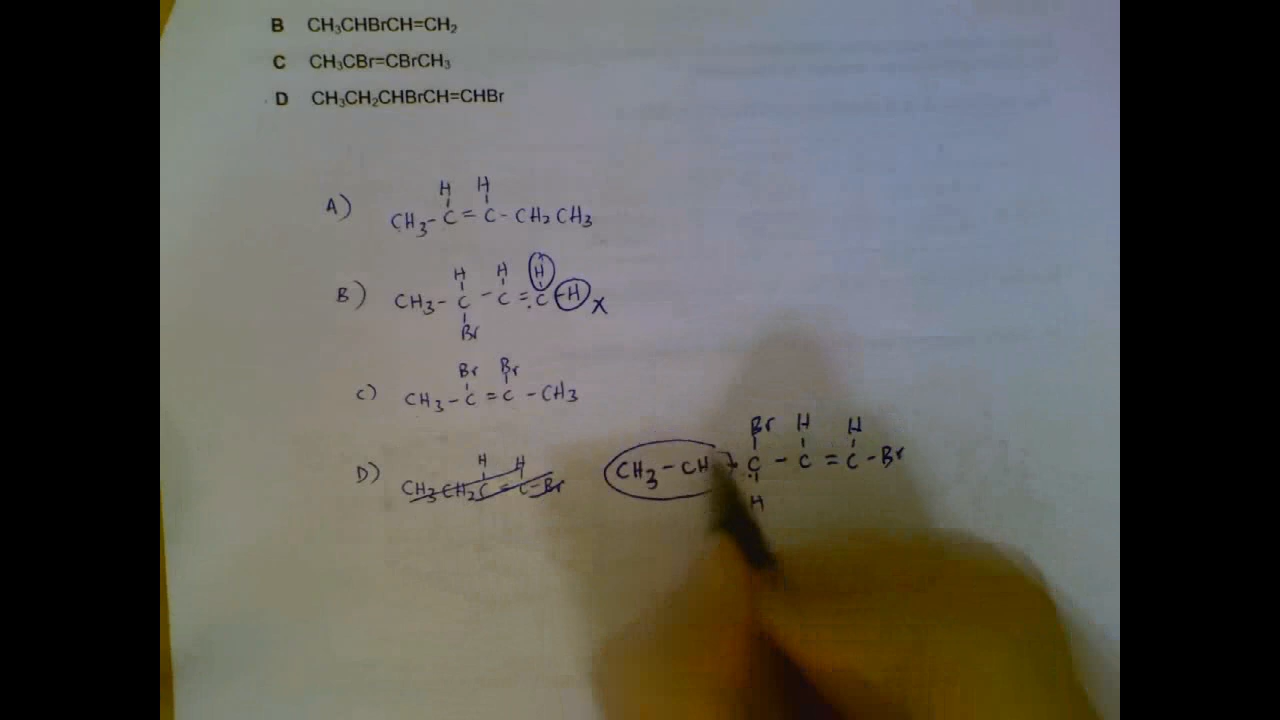 B CH₃CHBrCH=CH₂
C CH₃CBr=CBrCH₃
D CH₃CH₂CHBrCH=CHBr
H H
A) CH₃-C=C-CH₂CH₃
H H H
B) CH₃-C-C=C-H x
Br
Br Br
C) CH₃-C=C-CH₃
Br H H
CH₃-CH - C - C = C - Br
H
H H
D) CH₃CH₂C=C-Br